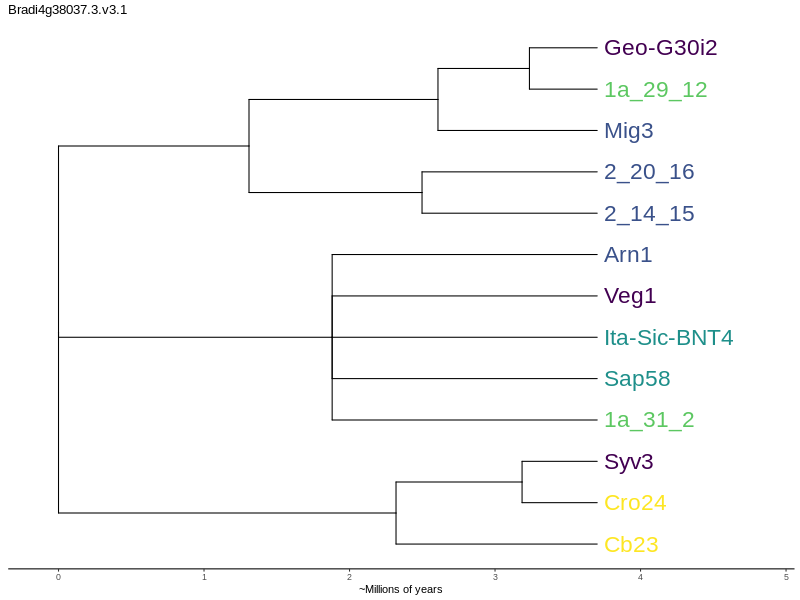 Bradi4g38037.3.v3.1
Geo-G30i2
1a_29_12
Mig3
2_20_16
2_14_15
Arn1
Veg1
Ita-Sic-BNT4
Sap58
1a_31_2
Syv3
Cro24
Cb23
0 1 2 3 4 5
~Millions of years